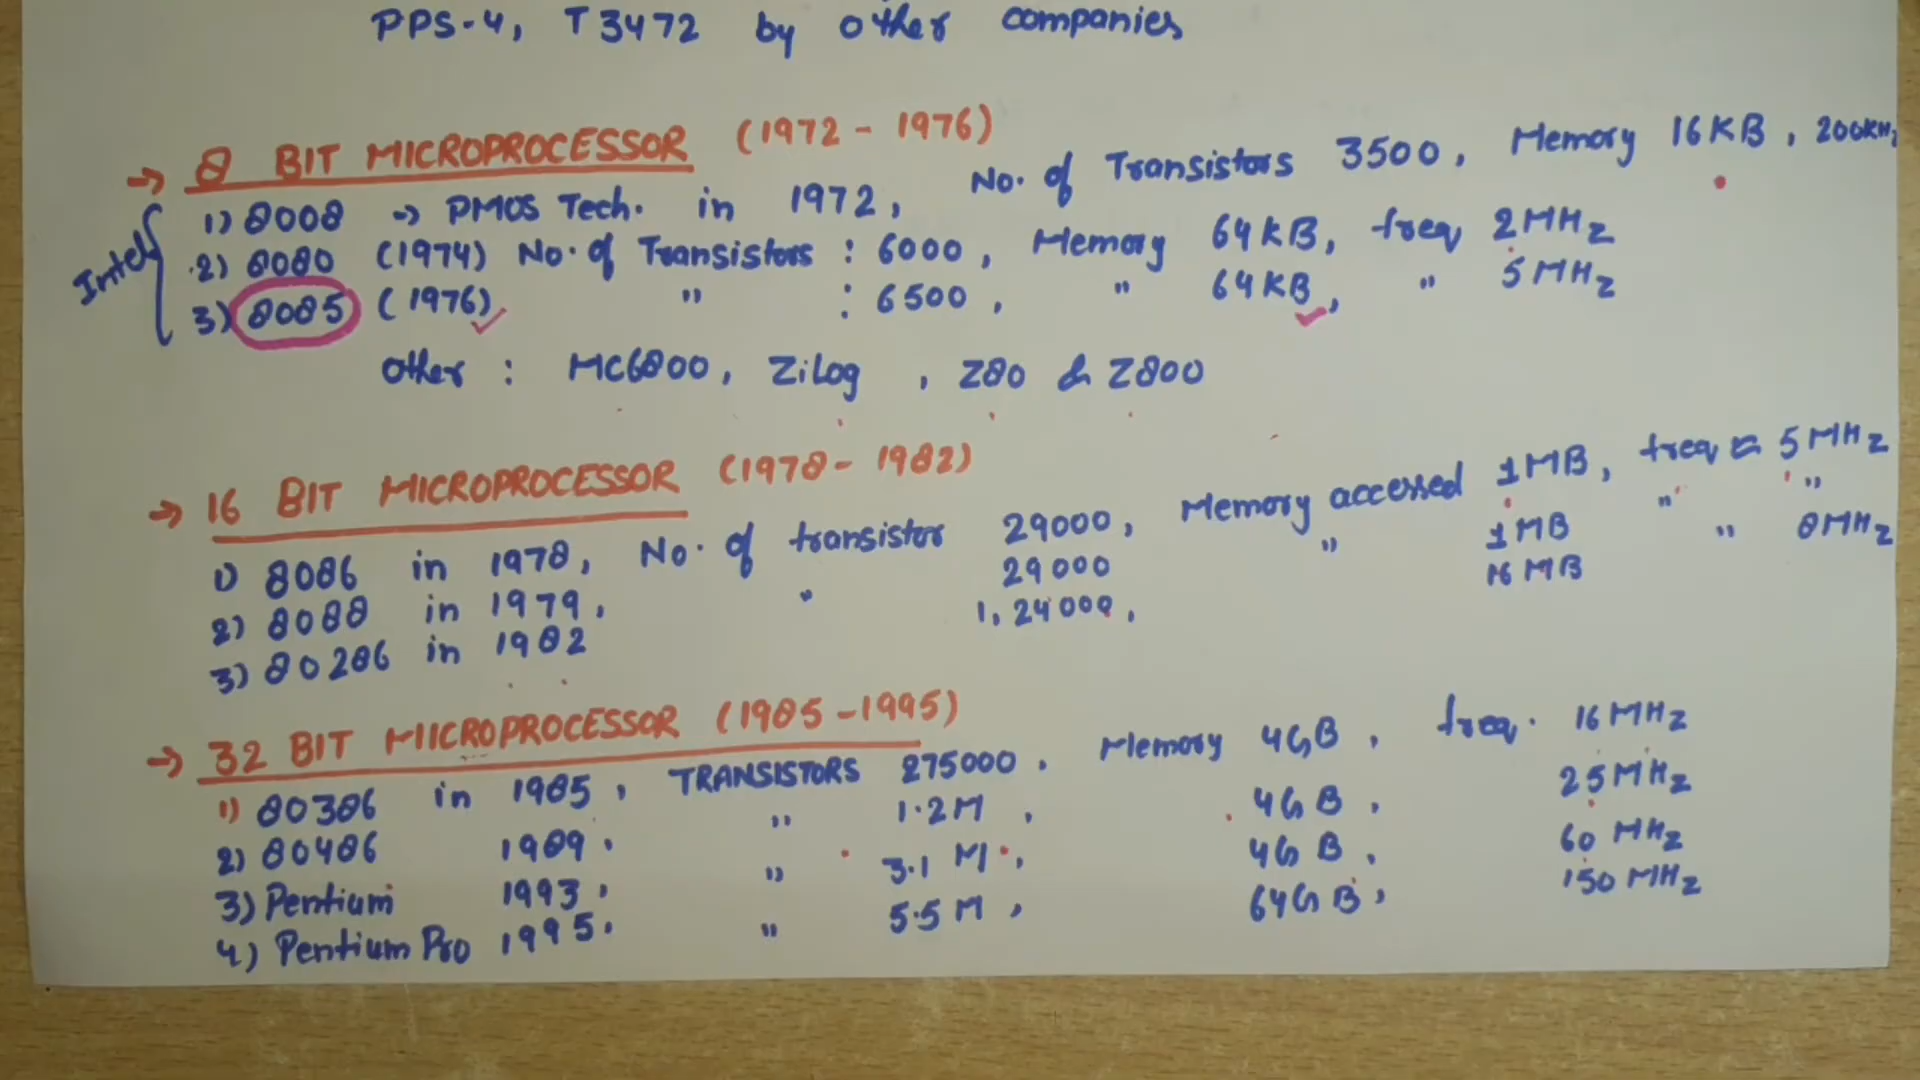 PPS-4, T3472 by other companies
→ 8 BIT MICROPROCESSOR (1972 - 1976)
Intel
1) 8008 → PMOS Tech. in 1972, No. of Transistors 3500, Memory 16KB, 200KHz
2) 8080 (1974) No. of Transistors : 6000, Memory 64KB, freq 2MHz
3) 8085 (1976) " : 6500, " 64KB, " 5MHz
Other : MC6800, Zilog , Z80 & Z800
→ 16 BIT MICROPROCESSOR (1978 - 1982)
1) 8086 in 1978, No. of transistor 29000, Memory accessed 1MB, freq = 5MHz
2) 8088 in 1979, " 29000 " 1MB " "
3) 80286 in 1982 1,24000, 16MB " 8MHz
→ 32 BIT MIICROPROCESSOR (1985 - 1995)
1) 80386 in 1985, TRANSISTORS 275000, Memory 4GB, freq. 16MHz
2) 80486 1989, " 1.2M, 4GB, 25MHz
3) Pentium 1993, " 3.1M, 4GB, 60MHz
4) Pentium Pro 1995, " 5.5M, 64GB, 150MHz